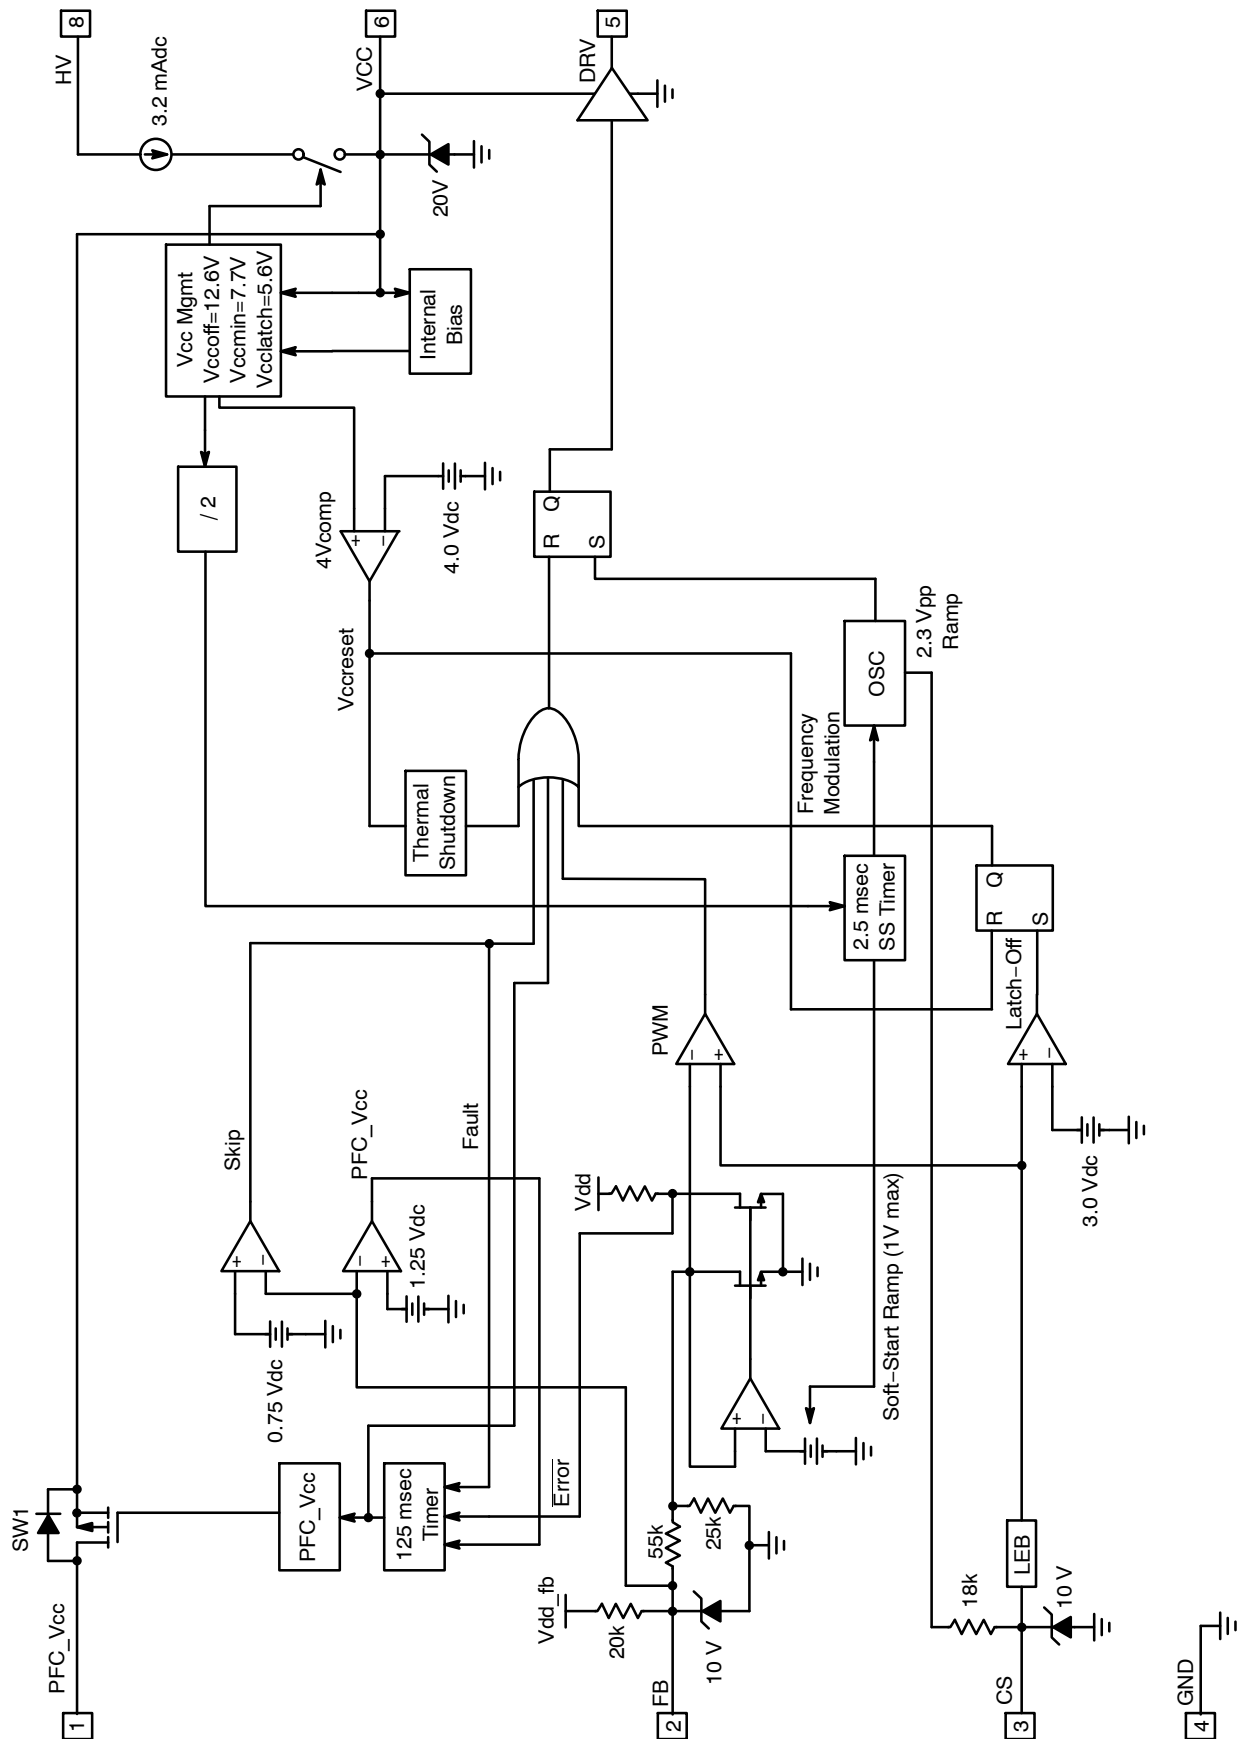 8
HV
3.2 mAdc
6
VCC
20V
5
DRV
Vcc Mgmt
Vccoff=12.6V
Vccmin=7.7V
Vcclatch=5.6V
Internal
Bias
/ 2
4Vcomp
+
−
4.0 Vdc
Vccreset
R
Q
S
2.3 Vpp
Ramp
OSC
Frequency
Modulation
Thermal
Shutdown
2.5 msec
SS Timer
R
Q
S
Latch−Off
+
−
3.0 Vdc
PWM
−
+
Skip
+
−
0.75 Vdc
PFC_Vcc
−
+
1.25 Vdc
Fault
Vdd
Soft−Start Ramp (1V max)
+
−
SW1
PFC_Vcc
125 msec
Timer
Error
55k
25k
Vdd_fb
20k
10 V
LEB
18k
10 V
PFC_Vcc
1
FB
2
CS
3
GND
4